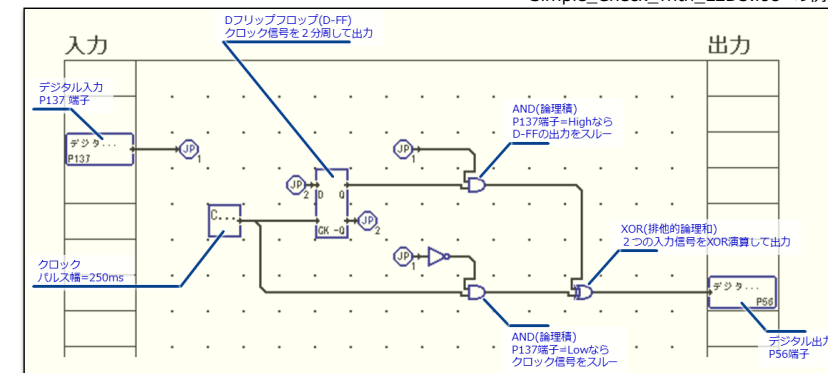 Dフリップフロップ(D-FF)
クロック信号を２分周して出力
入力
出力
デジタル入力
P137 端子
AND(論理積)
P137端子=Highなら
D-FFの出力をスルー
デジタ...
P137
JP
1
JP
1
JP
2
D
Q
CK
-Q
JP
2
C...
XOR(排他的論理和)
２つの入力信号をXOR演算して出力
JP
1
クロック
パルス幅=250ms
デジタ...
P56
AND(論理積)
P137端子=Lowなら
クロック信号をスルー
デジタル出力
P56端子